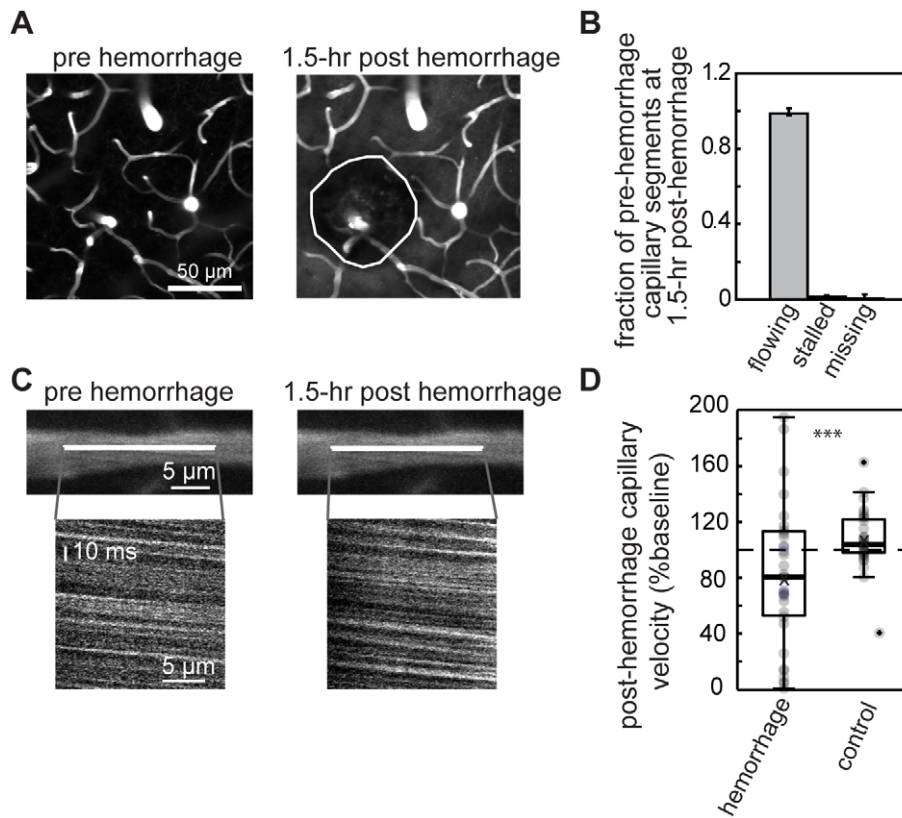 A
pre hemorrhage
1.5-hr post hemorrhage
50 µm
B
fraction of pre-hemorrhage
capillary segments at
1.5-hr post-hemorrhage
1.2
0.8
0.4
0
flowing
stalled
missing
C
pre hemorrhage
1.5-hr post hemorrhage
5 µm
10 ms
5 µm
D
post-hemorrhage capillary
velocity (%baseline)
200
160
120
80
40
0
***
hemorrhage
control